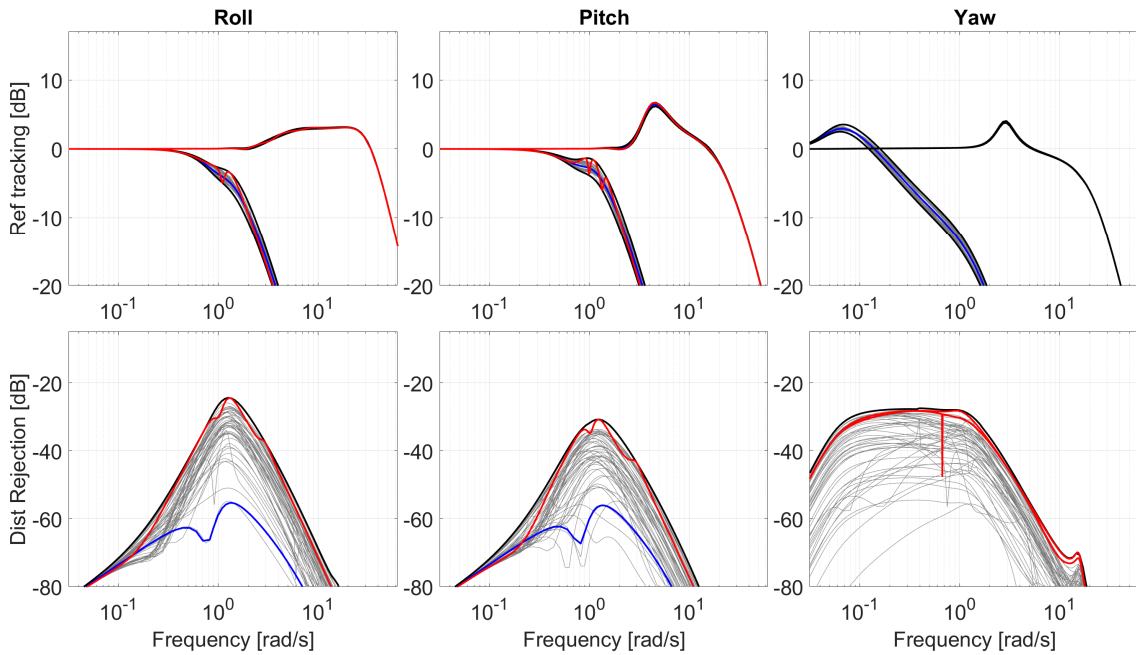 Roll Pitch Yaw
Ref tracking [dB]
10 10 10
0 0 0
-10 -10 -10
-20 -20 -20
10^-1 10^0 10^1 10^-1 10^0 10^1 10^-1 10^0 10^1
Dist Rejection [dB]
-20 -20 -20
-40 -40 -40
-60 -60 -60
-80 -80 -80
10^-1 10^0 10^1 10^-1 10^0 10^1 10^-1 10^0 10^1
Frequency [rad/s] Frequency [rad/s] Frequency [rad/s]